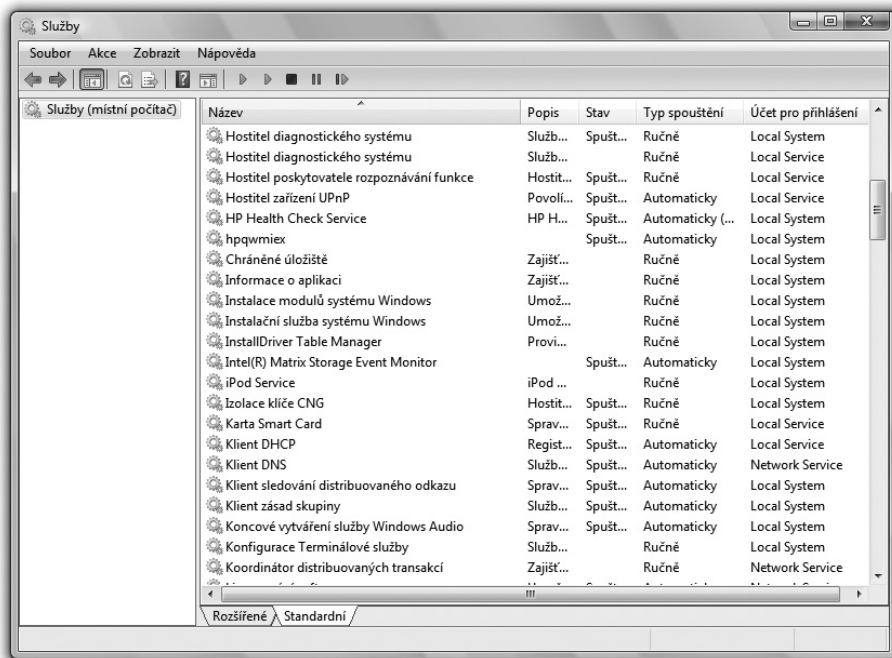 Služby
Soubor Akce Zobrazit Nápověda
Služby (místní počítač)
Název Popis Stav Typ spouštění Účet pro přihlášení
Hostitel diagnostického systému Služb... Spušt... Ručně Local System
Hostitel diagnostického systému Služb... Ručně Local Service
Hostitel poskytovatele rozpoznávání funkce Hostit... Spušt... Ručně Local Service
Hostitel zařízení UPnP Povolí... Spušt... Automaticky Local Service
HP Health Check Service HP H... Spušt... Automaticky (... Local System
hpqwmiex Spušt... Automaticky Local System
Chráněné úložiště Zajišť... Ručně Local System
Informace o aplikaci Zajišť... Ručně Local System
Instalace modulů systému Windows Umož... Ručně Local System
Instalační služba systému Windows Umož... Ručně Local System
InstallDriver Table Manager Provi... Ručně Local System
Intel(R) Matrix Storage Event Monitor Spušt... Automaticky Local System
iPod Service iPod ... Ručně Local System
Izolace klíče CNG Hostit... Spušt... Ručně Local System
Karta Smart Card Sprav... Spušt... Ručně Local Service
Klient DHCP Regist... Spušt... Automaticky Local Service
Klient DNS Služb... Spušt... Automaticky Network Service
Klient sledování distribuovaného odkazu Sprav... Spušt... Automaticky Local System
Klient zásad skupiny Služb... Spušt... Automaticky Local System
Koncové vytváření služby Windows Audio Sprav... Spušt... Automaticky Local System
Konfigurace Terminálové služby Služb... Ručně Local System
Koordinátor distribuovaných transakcí Zajišť... Ručně Network Service
Rozšířené Standardní